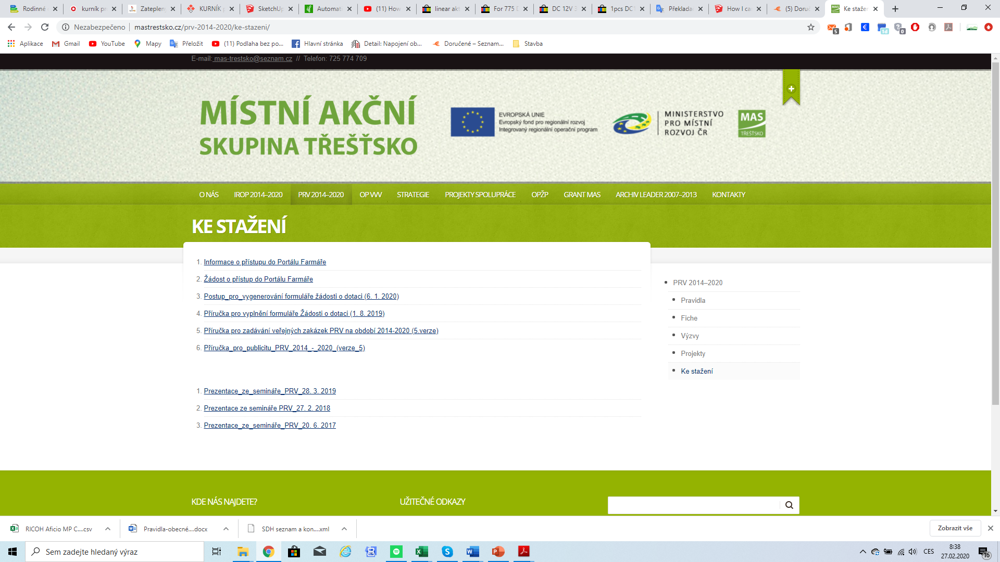 Rodinné
kurník pr
Zateplen
KURNÍK
SketchUp
Automat
(11) How
linear akt
For 775 D
DC 12V 3
1pcs DC
Překlada
How I ca
(5) Doruč
Ke stažen
Nezabezpečeno | mastrestsko.cz/prv-2014-2020/ke-stazeni/
Aplikace Gmail YouTube Mapy Přeložit (11) Podlaha bez po... Hlavní stránka Detail: Napojení ob... Doručené – Seznam... Stavba
E-mail: mas-trestsko@seznam.cz // Telefon: 725 774 709
MÍSTNÍ AKČNÍ
SKUPINA TŘEŠŤSKO
EVROPSKÁ UNIE
Evropský fond pro regionální rozvoj
Integrovaný regionální operační program
MINISTERSTVO
PRO MÍSTNÍ
ROZVOJ ČR
MAS
TŘEŠŤSKO
O NÁS IROP 2014–2020 PRV 2014–2020 OP VVV STRATEGIE PROJEKTY SPOLUPRÁCE OPŽP GRANT MAS ARCHIV LEADER 2007–2013 KONTAKTY
KE STAŽENÍ
1. Informace o přístupu do Portálu Farmáře
2. Žádost o přístup do Portálu Farmáře
3. Postup_pro_vygenerování formuláře žádosti o dotaci (6. 1. 2020)
4. Příručka pro vyplnění formuláře Žádosti o dotaci (1. 8. 2019)
5. Příručka pro zadávání veřejných zakázek PRV na období 2014-2020 (5.verze)
6. Příručka_pro_publicitu_PRV_2014_-_2020_(verze_5)
1. Prezentace_ze_semináře_PRV_28. 3. 2019
2. Prezentace ze semináře PRV_27. 2. 2018
3. Prezentace_ze_semináře_PRV_20. 6. 2017
PRV 2014–2020
Pravidla
Fiche
Výzvy
Projekty
Ke stažení
KDE NÁS NAJDETE?
UŽITEČNÉ ODKAZY
RICOH Aficio MP C....csv
Pravidla-obecné....docx
SDH seznam a kon....xml
Zobrazit vše
Sem zadejte hledaný výraz
CES
8:38
27.02.2020
16